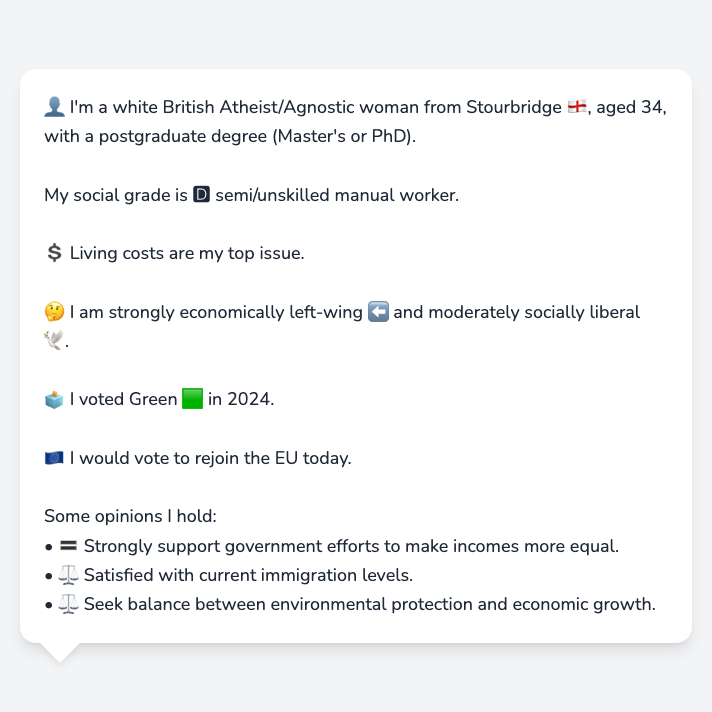 👤 I'm a white British Atheist/Agnostic woman from Stourbridge 🏴󠁧󠁢󠁥󠁮󠁧󠁿, aged 34,
with a postgraduate degree (Master's or PhD).
My social grade is 🅳 semi/unskilled manual worker.
💲 Living costs are my top issue.
🤔 I am strongly economically left-wing ⬅️ and moderately socially liberal
🕊️.
🗳️ I voted Green 🟩 in 2024.
🇪🇺 I would vote to rejoin the EU today.
Some opinions I hold:
• 🟰 Strongly support government efforts to make incomes more equal.
• ⚖️ Satisfied with current immigration levels.
• ⚖️ Seek balance between environmental protection and economic growth.